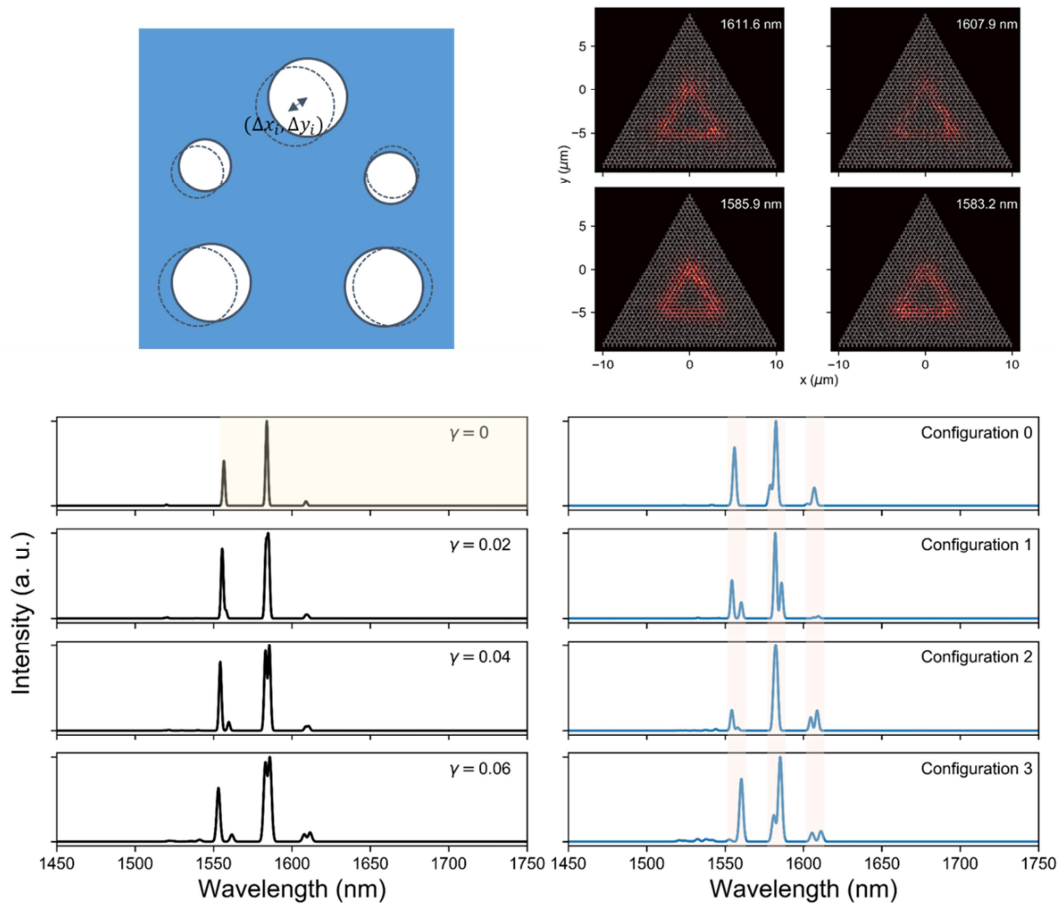 (Δxᵢ, Δyᵢ)
1611.6 nm
1607.9 nm
5
0
−5
y (μm)
1585.9 nm
1583.2 nm
5
0
−5
−10
0
10
−10
0
10
x (μm)
γ = 0
Configuration 0
γ = 0.02
Configuration 1
Intensity (a. u.)
γ = 0.04
Configuration 2
γ = 0.06
Configuration 3
1450
1500
1550
1600
1650
1700
1750
1450
1500
1550
1600
1650
1700
1750
Wavelength (nm)
Wavelength (nm)